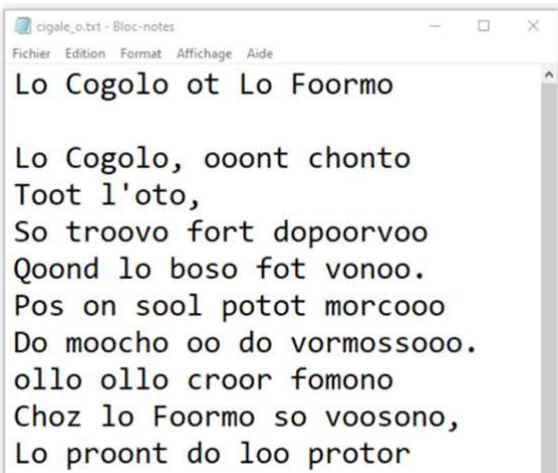 cigale_o.txt - Bloc-notes
Fichier Edition Format Affichage Aide
Lo Cogolo ot Lo Foormo
Lo Cogolo, ooont chonto
Toot l'oto,
So troovo fort dopoorvoo
Qoond lo boso fot vonoo.
Pos on sool potot morcooo
Do moocho oo do vormossooo.
ollo ollo croor fomono
Choz lo Foormo so voosono,
Lo proont do loo protor